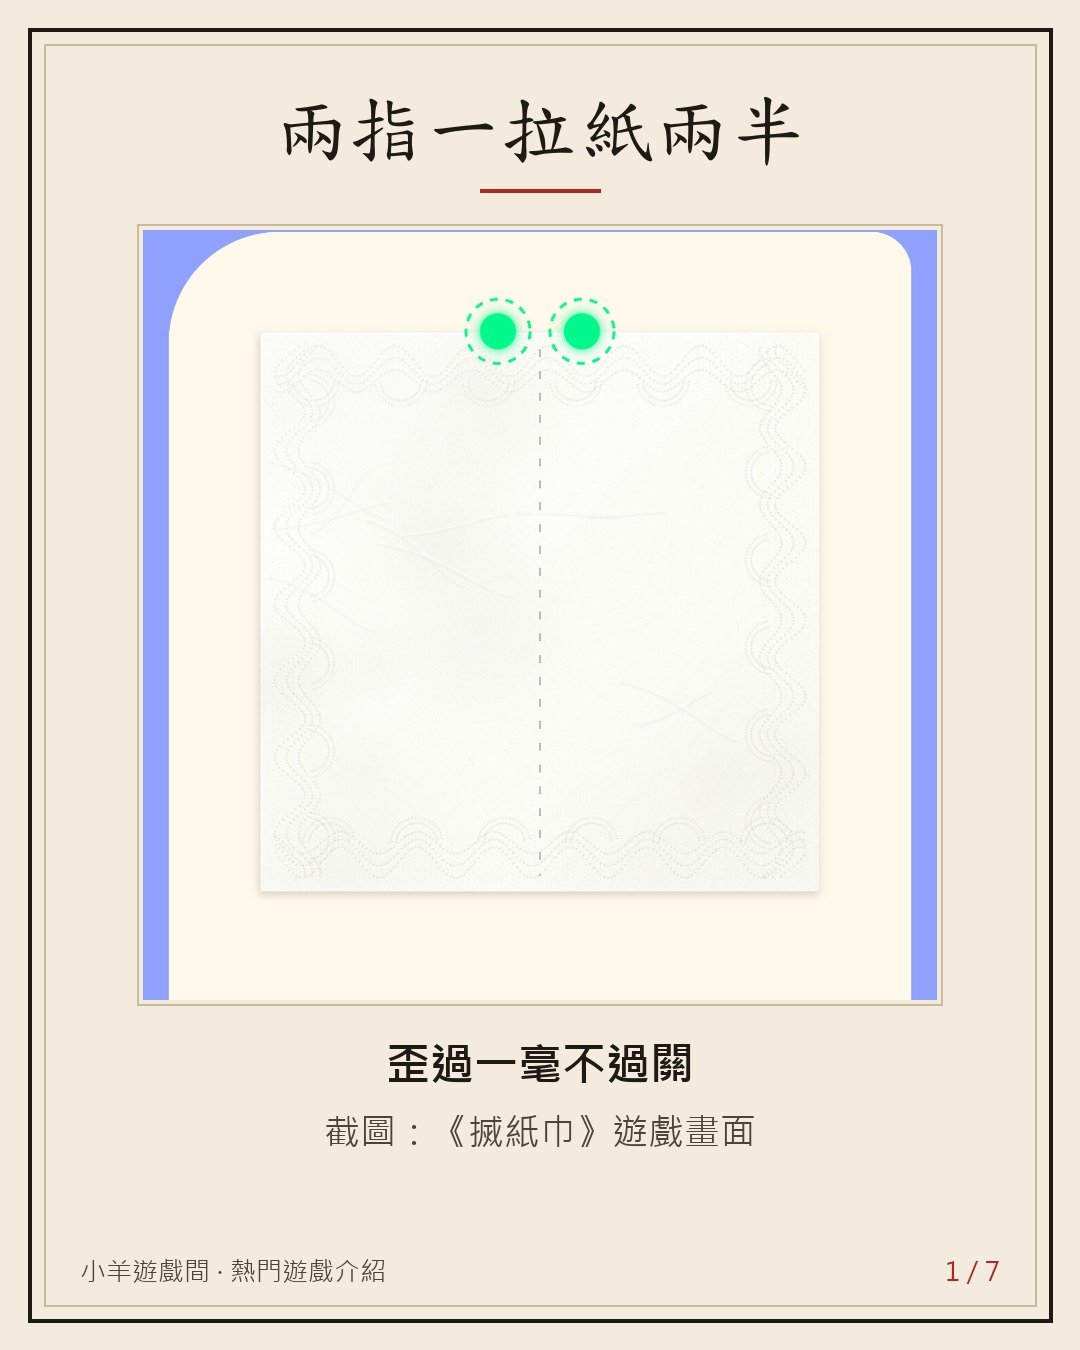 兩指一拉紙兩半
歪過一毫不過關
截圖：《搣紙巾》遊戲畫面
小羊遊戲間 · 熱門遊戲介紹
1 / 7